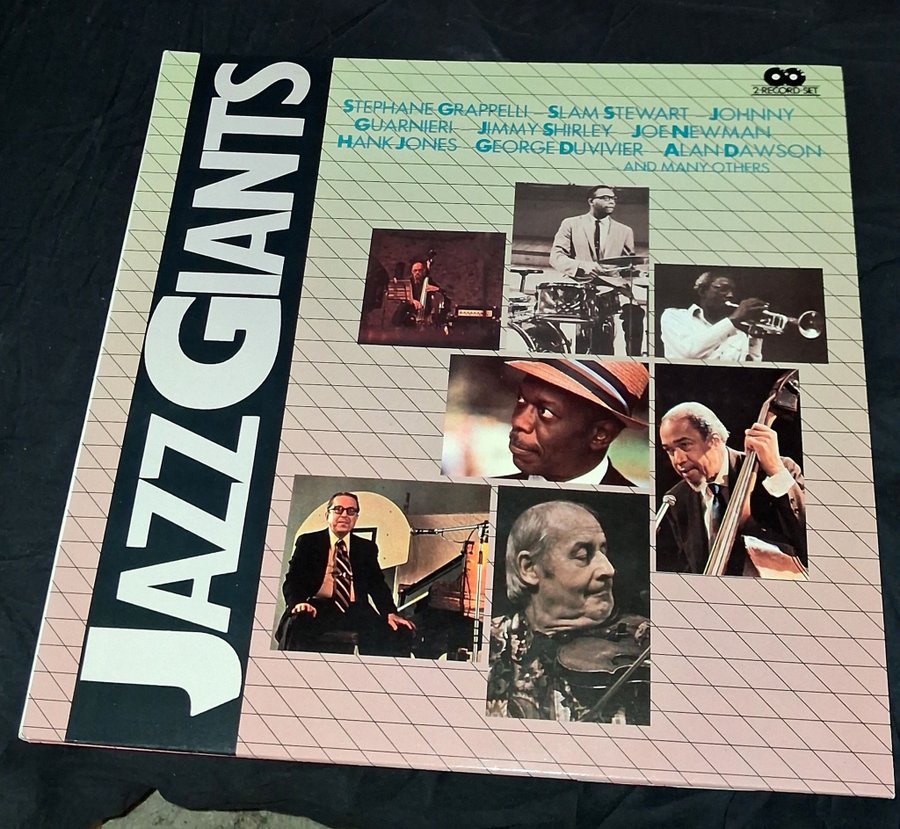 JAZZ GIANTS
2-RECORD-SET
STEPHANE GRAPPELLI – SLAM STEWART – JOHNNY
GUARNIERI – JIMMY SHIRLEY – JOE NEWMAN
HANK JONES – GEORGE DUVIVIER – ALAN DAWSON
– AND MANY OTHERS